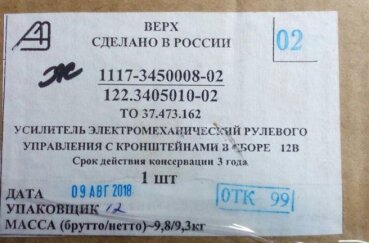 ВЕРХ
СДЕЛАНО В РОССИИ
02
1117-3450008-02
122.3405010-02
ТО 37.473.162
УСИЛИТЕЛЬ ЭЛЕКТРОМЕХАНИЧЕСКИЙ РУЛЕВОГО
УПРАВЛЕНИЯ С КРОНШТЕЙНАМИ В СБОРЕ 12В
Срок действия консервации 3 года
1 шт
ДАТА 09 АВГ 2018
ОТК 99
УПАКОВЩИК 12
МАССА (брутто/нетто)~9,8/9,3кг